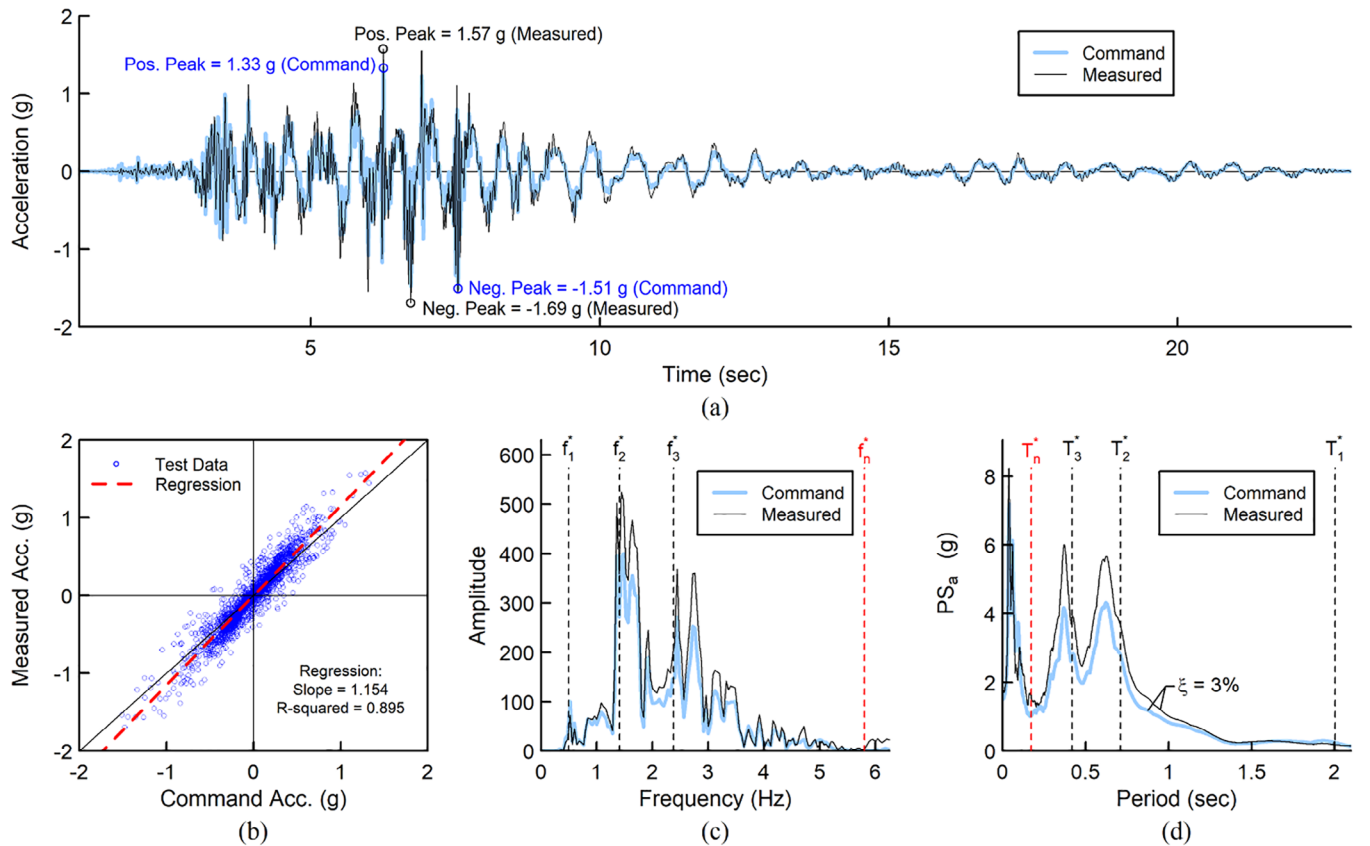 2
1
0
-1
-2
Acceleration (g)
Pos. Peak = 1.57 g (Measured)
Pos. Peak = 1.33 g (Command)
Neg. Peak = -1.51 g (Command)
Neg. Peak = -1.69 g (Measured)
Command
Measured
5 10 15 20
Time (sec)
(a)
2
1
0
-1
-2
Measured Acc. (g)
Test Data
Regression
Regression:
Slope = 1.154
R-squared = 0.895
-2 -1 0 1 2
Command Acc. (g)
(b)
600
500
400
300
200
100
0
Amplitude
f1* f2* f3* fn*
Command
Measured
0 1 2 3 4 5 6
Frequency (Hz)
(c)
8
6
4
2
0
PSa (g)
Tn* T3* T2* T1*
Command
Measured
ξ = 3%
0 0.5 1 1.5 2
Period (sec)
(d)